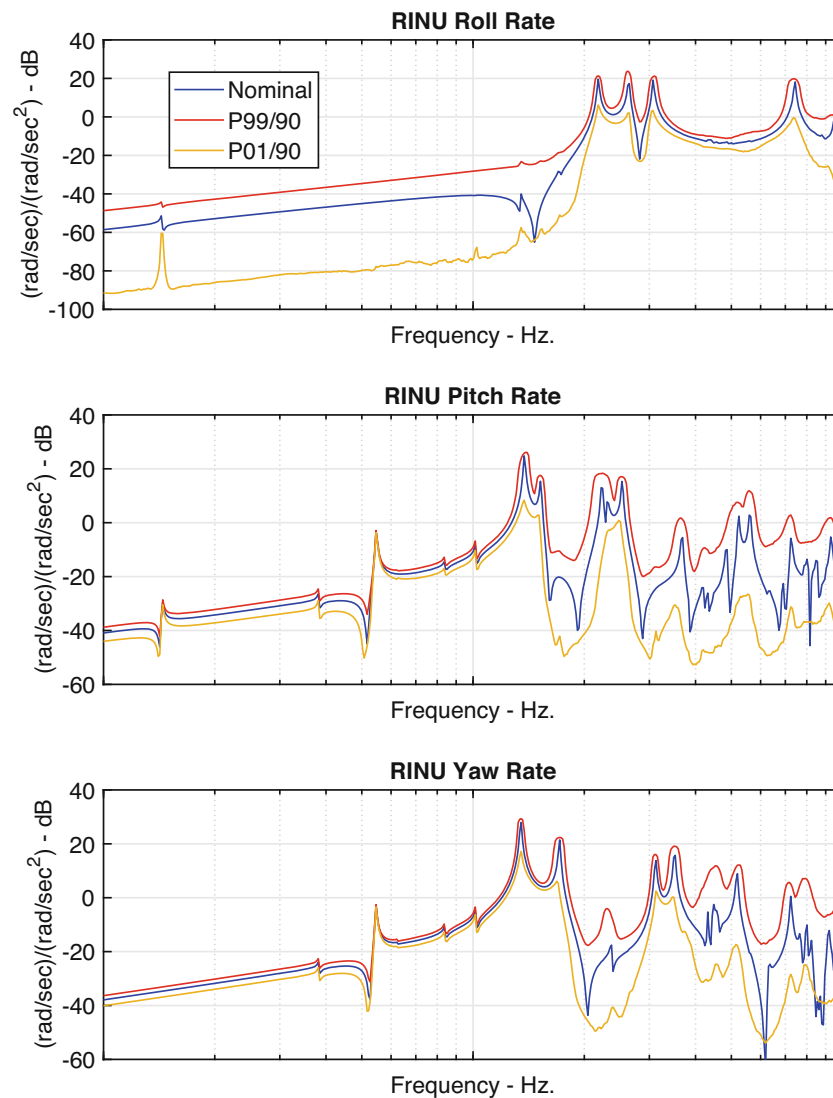 RINU Roll Rate
40
20
0
-20
-40
-60
-80
-100
(rad/sec)/(rad/sec²) - dB
Nominal
P99/90
P01/90
Frequency - Hz.
RINU Pitch Rate
40
20
0
-20
-40
-60
(rad/sec)/(rad/sec²) - dB
Frequency - Hz.
RINU Yaw Rate
40
20
0
-20
-40
-60
(rad/sec)/(rad/sec²) - dB
Frequency - Hz.